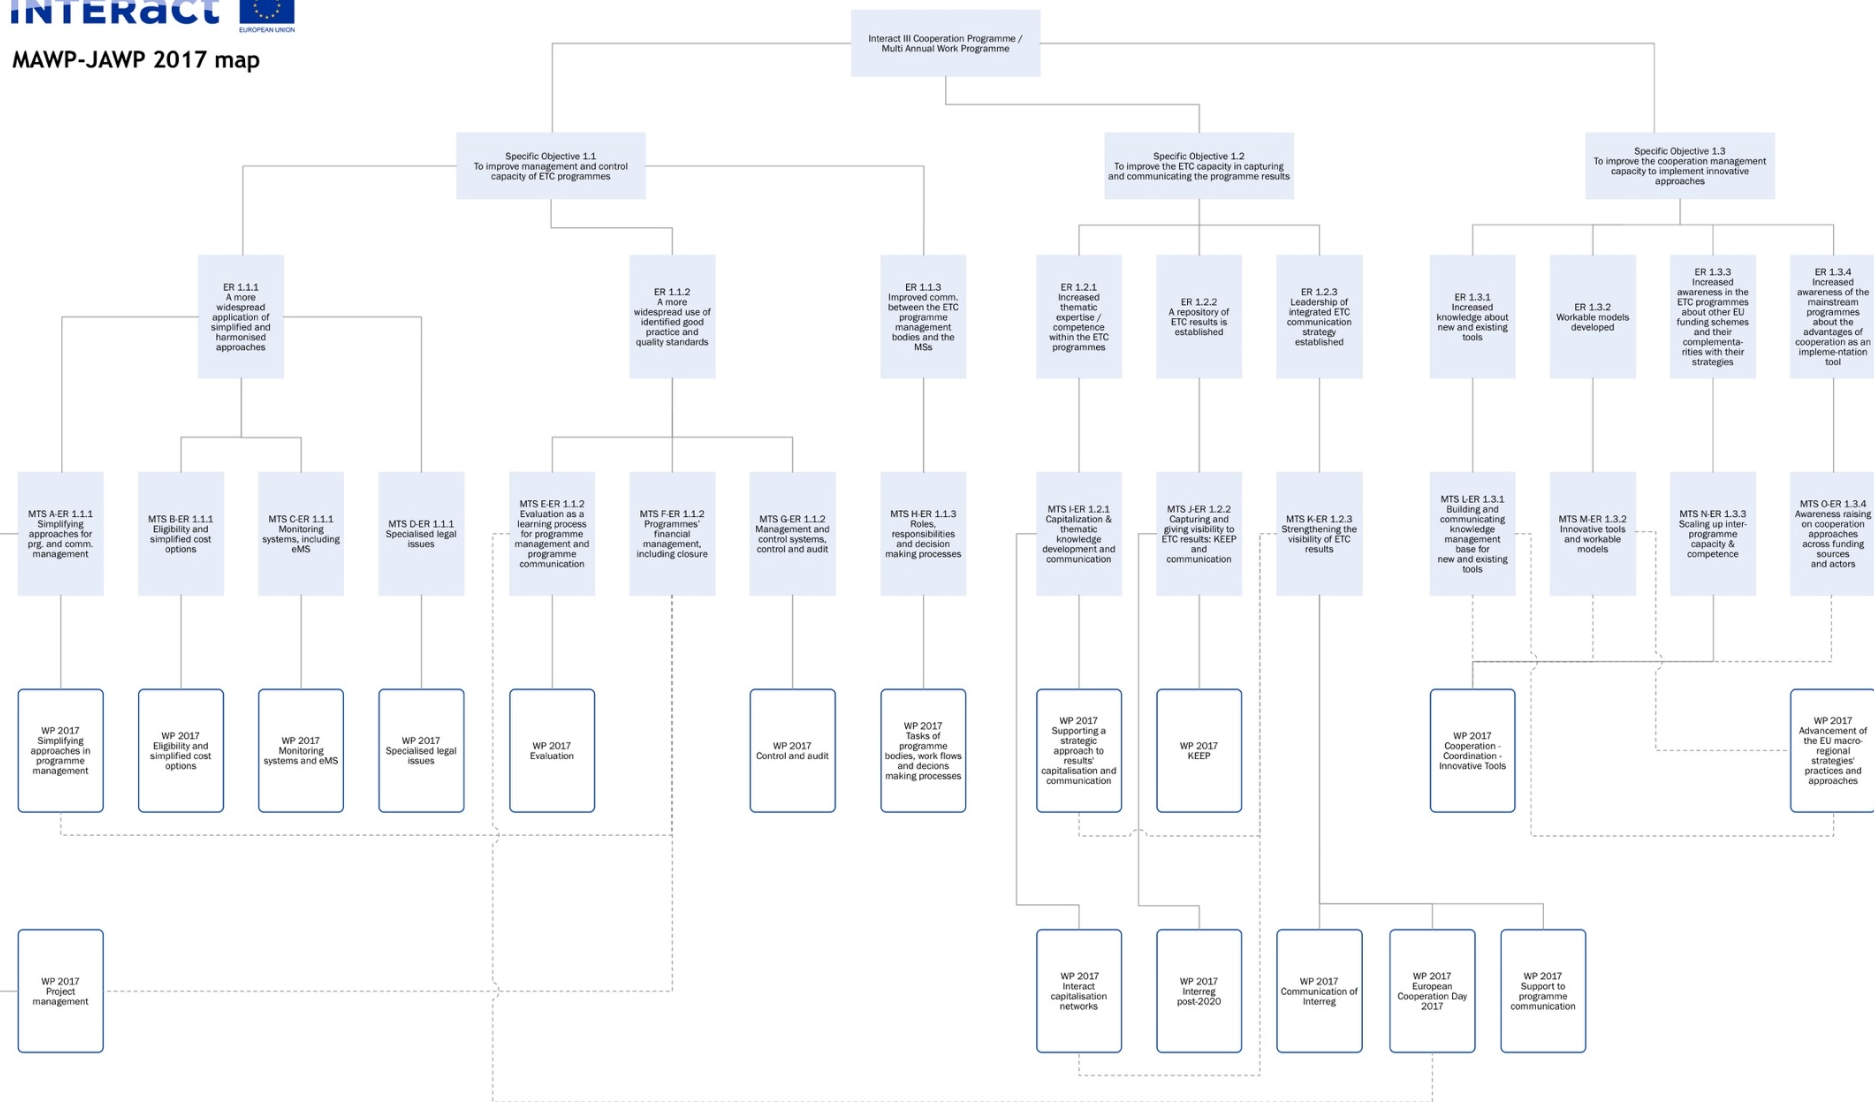 INTERact
EUROPEAN UNION
MAWP-JAWP 2017 map
Interact III Cooperation Programme /
Multi Annual Work Programme
Specific Objective 1.1
To improve management and control
capacity of ETC programmes
Specific Objective 1.2
To improve the ETC capacity in capturing
and communicating the programme results
Specific Objective 1.3
To improve the cooperation management
capacity to implement innovative
approaches
ER 1.1.1
A more
widespread
application of
simplified and
harmonised
approaches
ER 1.1.2
A more
widespread use of
identified good
practice and
quality standards
ER 1.1.3
Improved comm.
between the ETC
programme
management
bodies and the
MSs
ER 1.2.1
Increased
thematic
expertise /
competence
within the ETC
programmes
ER 1.2.2
A repository of
ETC results is
established
ER 1.2.3
Leadership of
integrated ETC
communication
strategy
established
ER 1.3.1
Increased
knowledge about
new and existing
tools
ER 1.3.2
Workable models
developed
ER 1.3.3
Increased
awareness in the
ETC programmes
about other EU
funding schemes
and their
complementa-
rities with their
strategies
ER 1.3.4
Increased
awareness of the
mainstream
programmes
about the
advantages of
cooperation as an
impleme-ntation
tool
MTS A-ER 1.1.1
Simplifying
approaches for
prg. and comm.
management
MTS B-ER 1.1.1
Eligibility and
simplified cost
options
MTS C-ER 1.1.1
Monitoring
systems, including
eMS
MTS D-ER 1.1.1
Specialised legal
issues
MTS E-ER 1.1.2
Evaluation as a
learning process
for programme
management and
programme
communication
MTS F-ER 1.1.2
Programmes'
financial
management,
including closure
MTS G-ER 1.1.2
Management and
control systems,
control and audit
MTS H-ER 1.1.3
Roles,
responsibilities
and decision
making processes
MTS I-ER 1.2.1
Capitalization &
thematic
knowledge
development and
communication
MTS J-ER 1.2.2
Capturing and
giving visibility to
ETC results: KEEP
and
communication
MTS K-ER 1.2.3
Strengthening the
visibility of ETC
results
MTS L-ER 1.3.1
Building and
communicating
knowledge
management
base for
new and existing
tools
MTS M-ER 1.3.2
Innovative tools
and workable
models
MTS N-ER 1.3.3
Scaling up inter-
programme
capacity &
competence
MTS O-ER 1.3.4
Awareness raising
on cooperation
approaches
across funding
sources
and actors
WP 2017
Simplifying
approaches in
programme
management
WP 2017
Eligibility and
simplified cost
options
WP 2017
Monitoring
systems and eMS
WP 2017
Specialised legal
issues
WP 2017
Evaluation
WP 2017
Control and audit
WP 2017
Tasks of
programme
bodies, work flows
and decions
making processes
WP 2017
Supporting a
strategic
approach to
results'
capitalisation and
communication
WP 2017
KEEP
WP 2017
Cooperation -
Coordination -
Innovative Tools
WP 2017
Advancement of
the EU macro-
regional
strategies'
practices and
approaches
WP 2017
Project
management
WP 2017
Interact
capitalisation
networks
WP 2017
Interreg
post-2020
WP 2017
Communication of
Interreg
WP 2017
European
Cooperation Day
2017
WP 2017
Support to
programme
communication